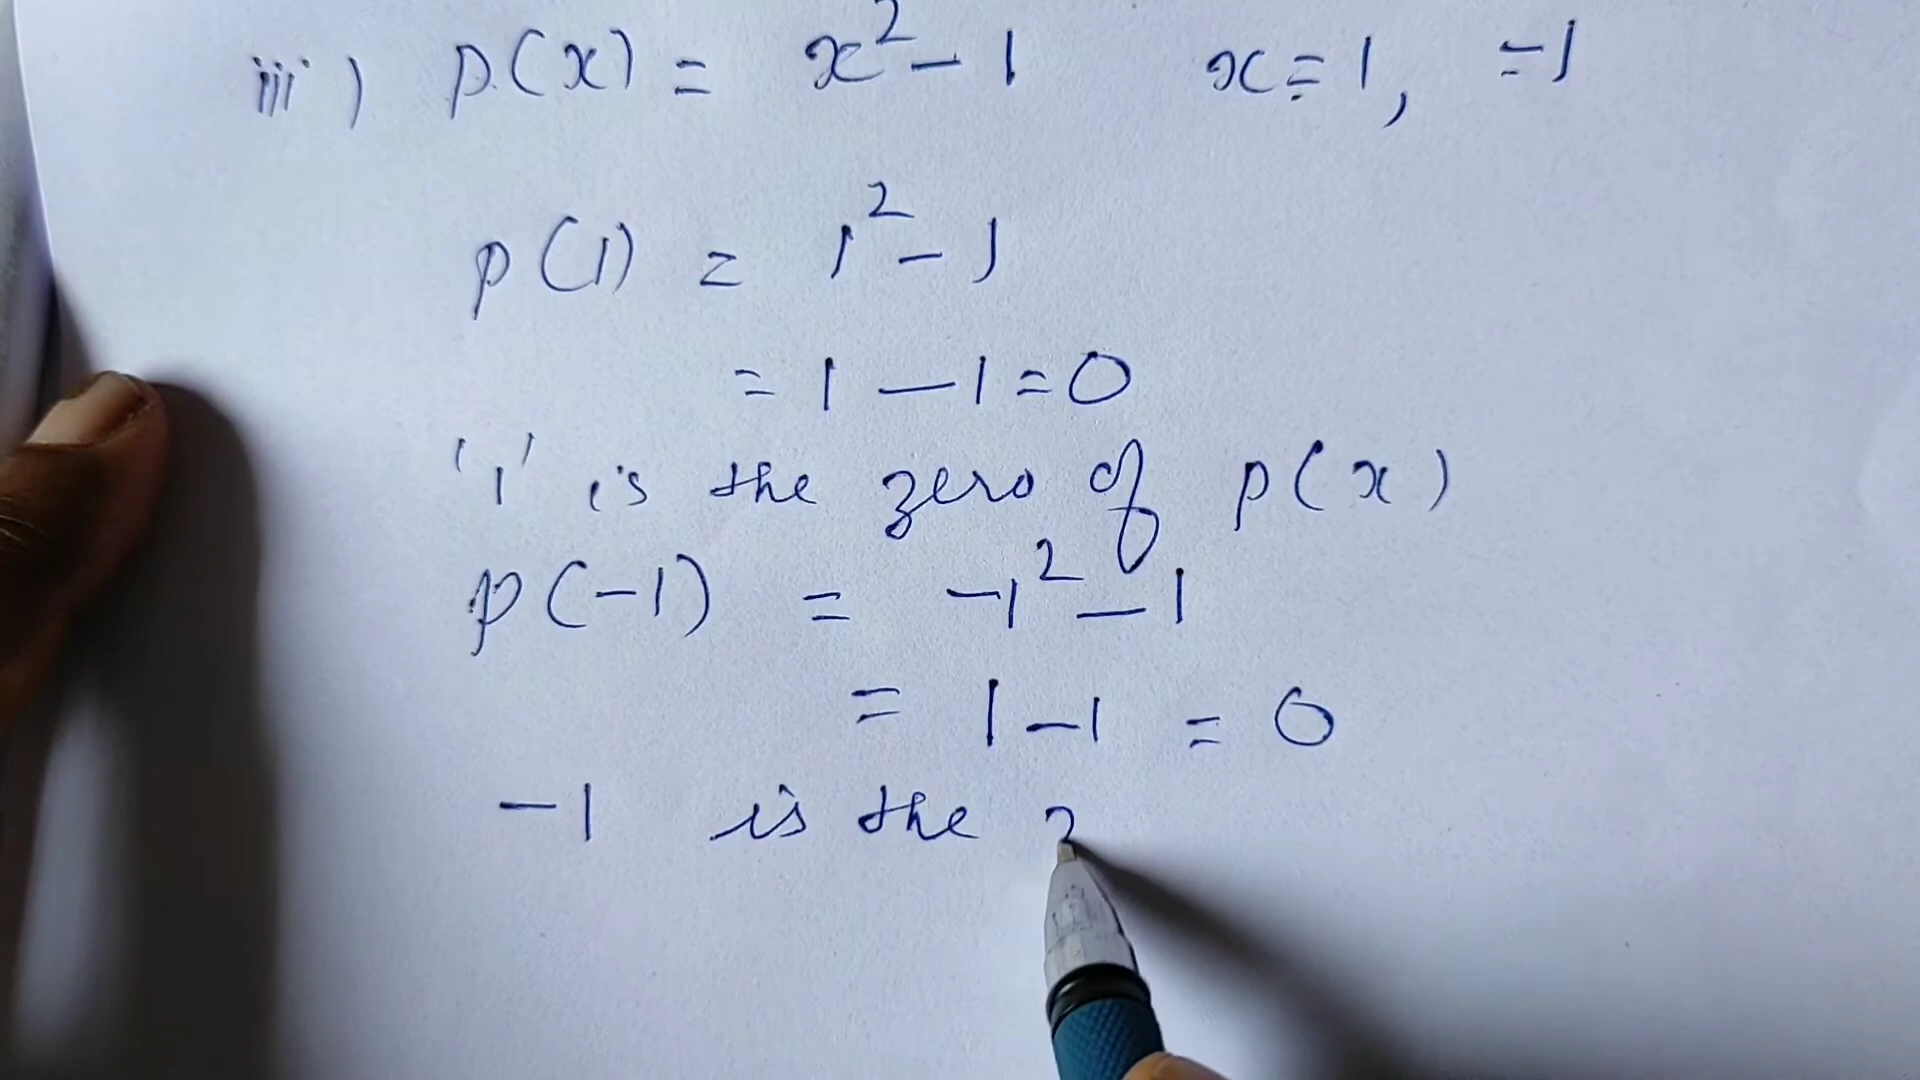 iii) p(x) = x² - 1 x = 1, -1
p(1) = 1² - 1
= 1 - 1 = 0
'1' is the zero of p(x)
p(-1) = -1² - 1
= 1 - 1 = 0
-1 is the